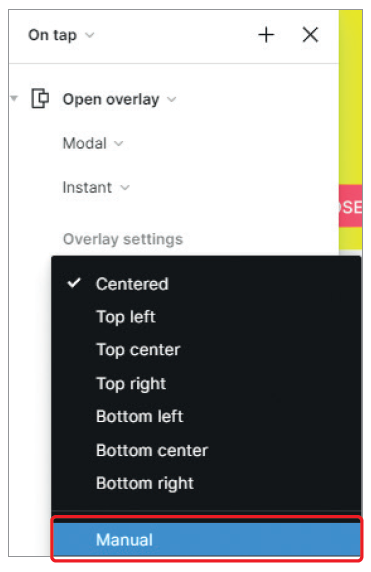 On tap
Open overlay
Modal
Instant
OSE
Overlay settings
Centered
Top left
Top center
Top right
Bottom left
Bottom center
Bottom right
Manual